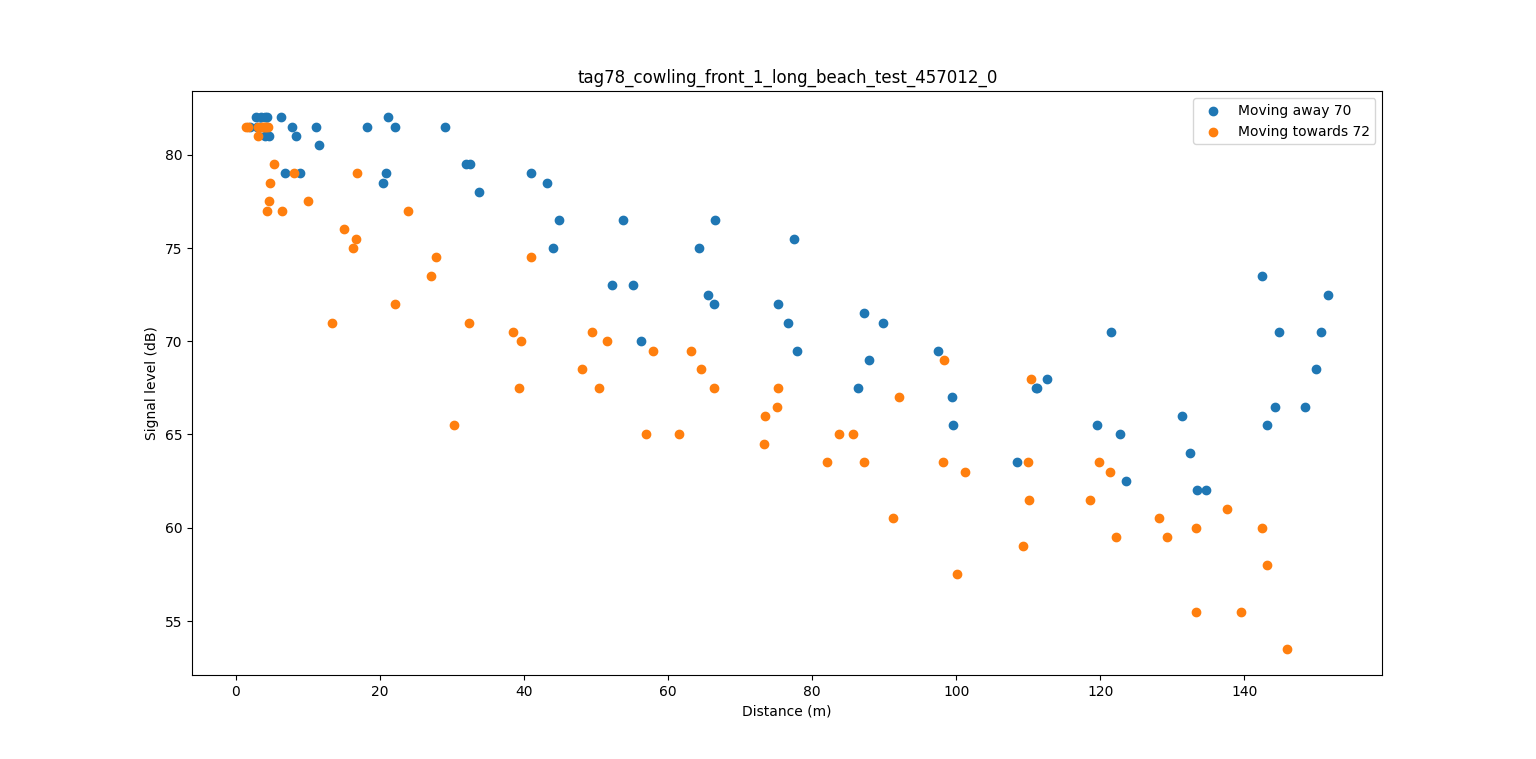 tag78_cowling_front_1_long_beach_test_457012_0
Moving away 70
Moving towards 72
80
75
70
65
60
55
Signal level (dB)
0 20 40 60 80 100 120 140
Distance (m)